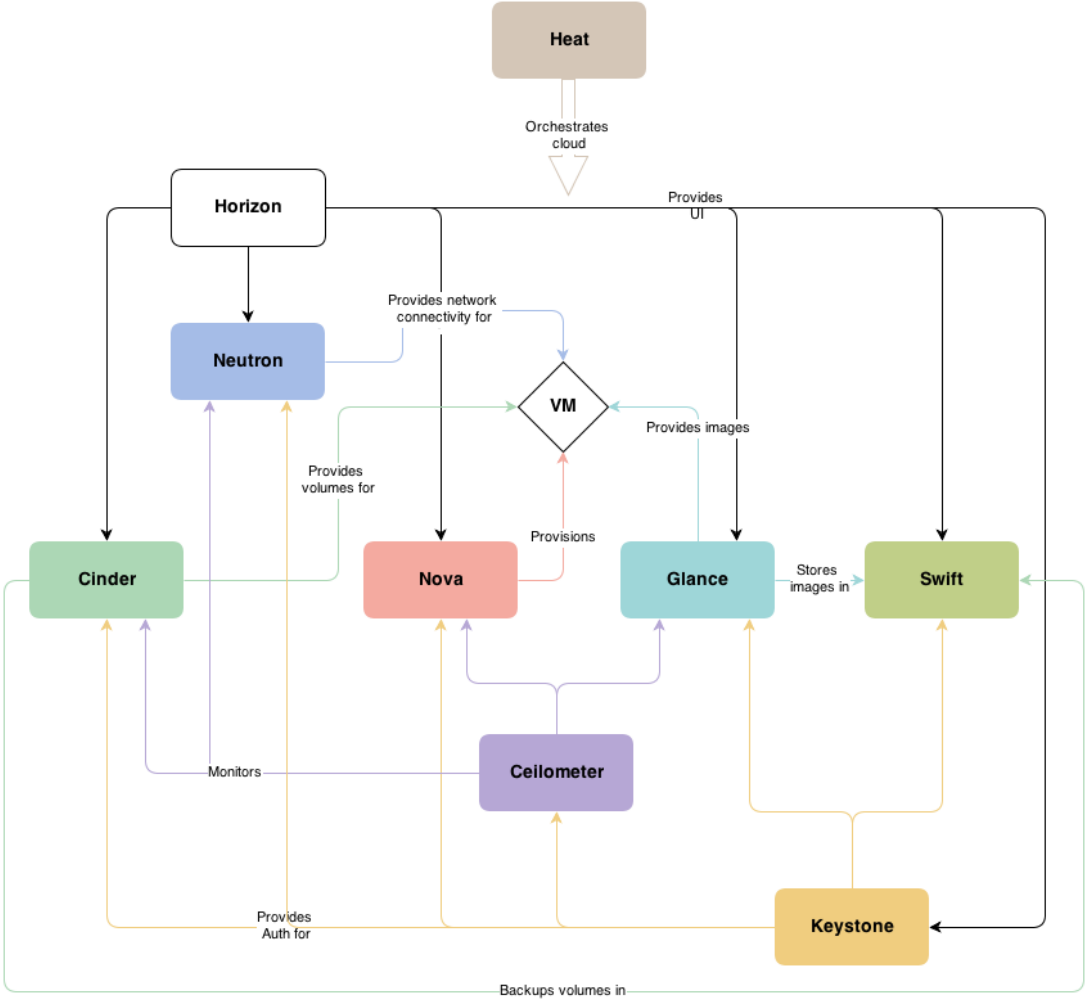 Heat
Orchestrates
cloud
Provides
UI
Horizon
Provides network
connectivity for
Neutron
VM
Provides images
Provides
volumes for
Provisions
Cinder
Nova
Glance
Stores
images in
Swift
Ceilometer
Monitors
Provides
Auth for
Keystone
Backups volumes in